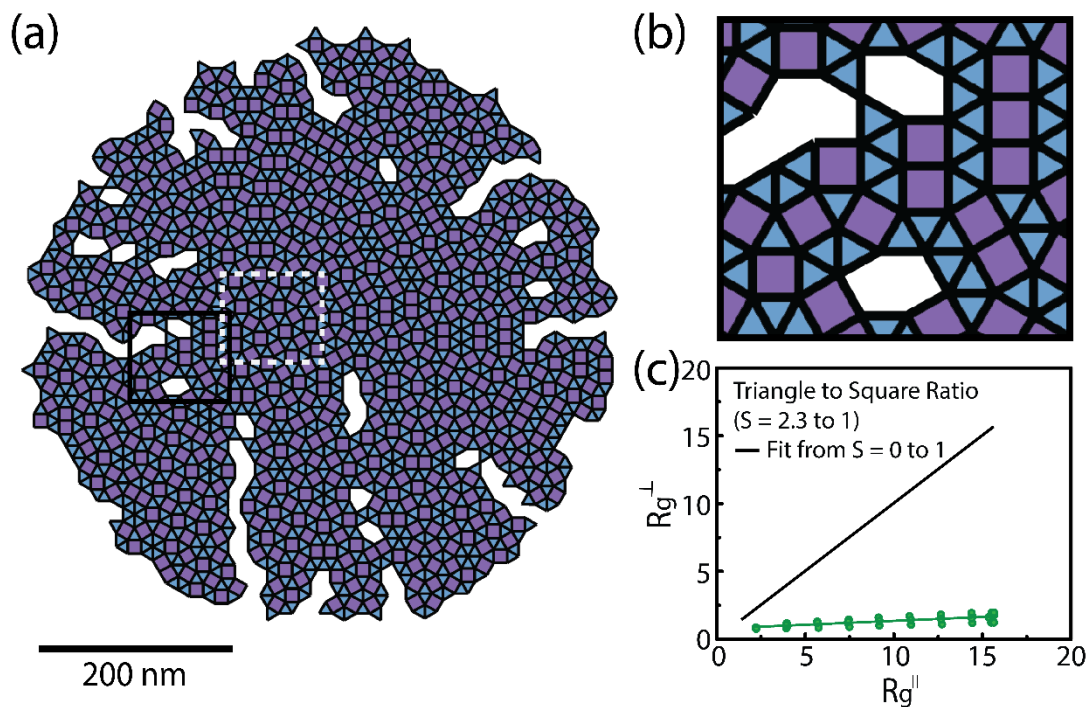 (a)
200 nm
(b)
(c)
Triangle to Square Ratio
(S = 2.3 to 1)
Fit from S = 0 to 1
20
15
10
5
0
Rg⊥
0
5
10
15
20
Rg||